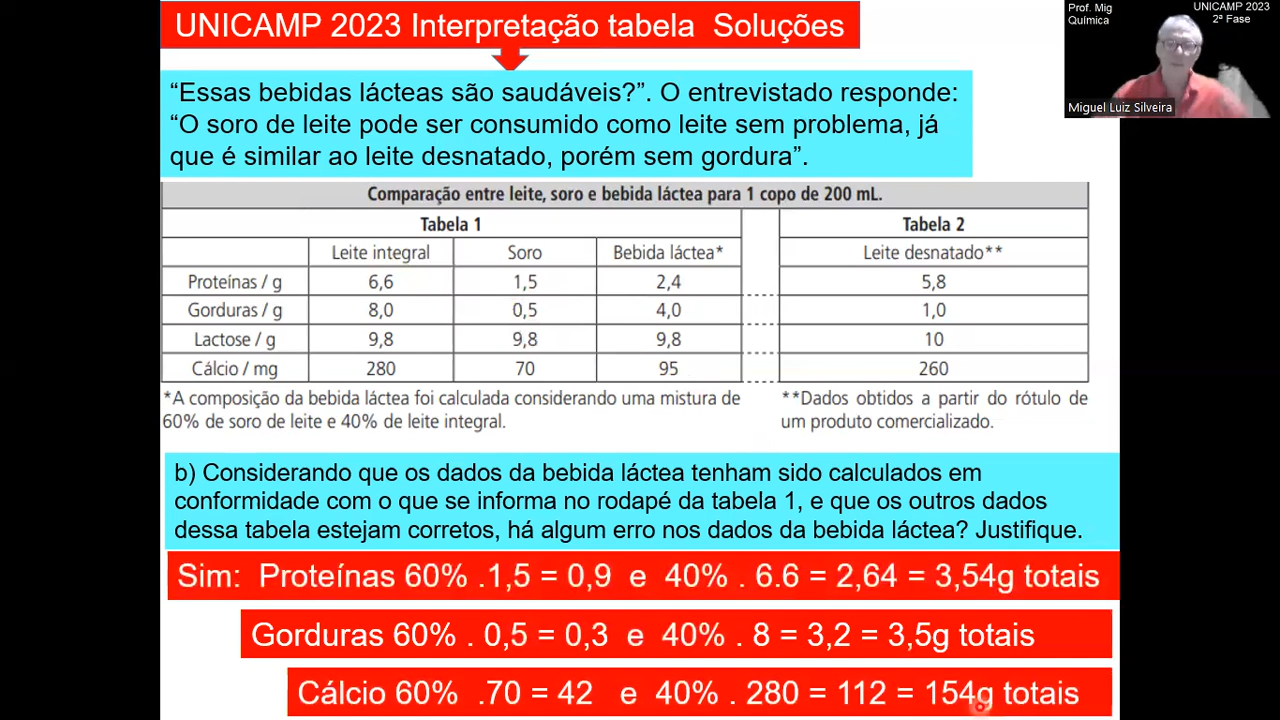 UNICAMP 2023 Interpretação tabela Soluções
Prof. Mig
Química
UNICAMP 2023
2ª Fase
Miguel Luiz Silveira
“Essas bebidas lácteas são saudáveis?”. O entrevistado responde:
“O soro de leite pode ser consumido como leite sem problema, já
que é similar ao leite desnatado, porém sem gordura”.
Comparação entre leite, soro e bebida láctea para 1 copo de 200 mL.
Tabela 1 Tabela 2
Leite integral Soro Bebida láctea* Leite desnatado**
Proteínas / g 6,6 1,5 2,4 5,8
Gorduras / g 8,0 0,5 4,0 1,0
Lactose / g 9,8 9,8 9,8 10
Cálcio / mg 280 70 95 260
*A composição da bebida láctea foi calculada considerando uma mistura de
60% de soro de leite e 40% de leite integral.
**Dados obtidos a partir do rótulo de
um produto comercializado.
b) Considerando que os dados da bebida láctea tenham sido calculados em
conformidade com o que se informa no rodapé da tabela 1, e que os outros dados
dessa tabela estejam corretos, há algum erro nos dados da bebida láctea? Justifique.
Sim: Proteínas 60% .1,5 = 0,9 e 40% . 6.6 = 2,64 = 3,54g totais
Gorduras 60% . 0,5 = 0,3 e 40% . 8 = 3,2 = 3,5g totais
Cálcio 60% .70 = 42 e 40% . 280 = 112 = 154g totais